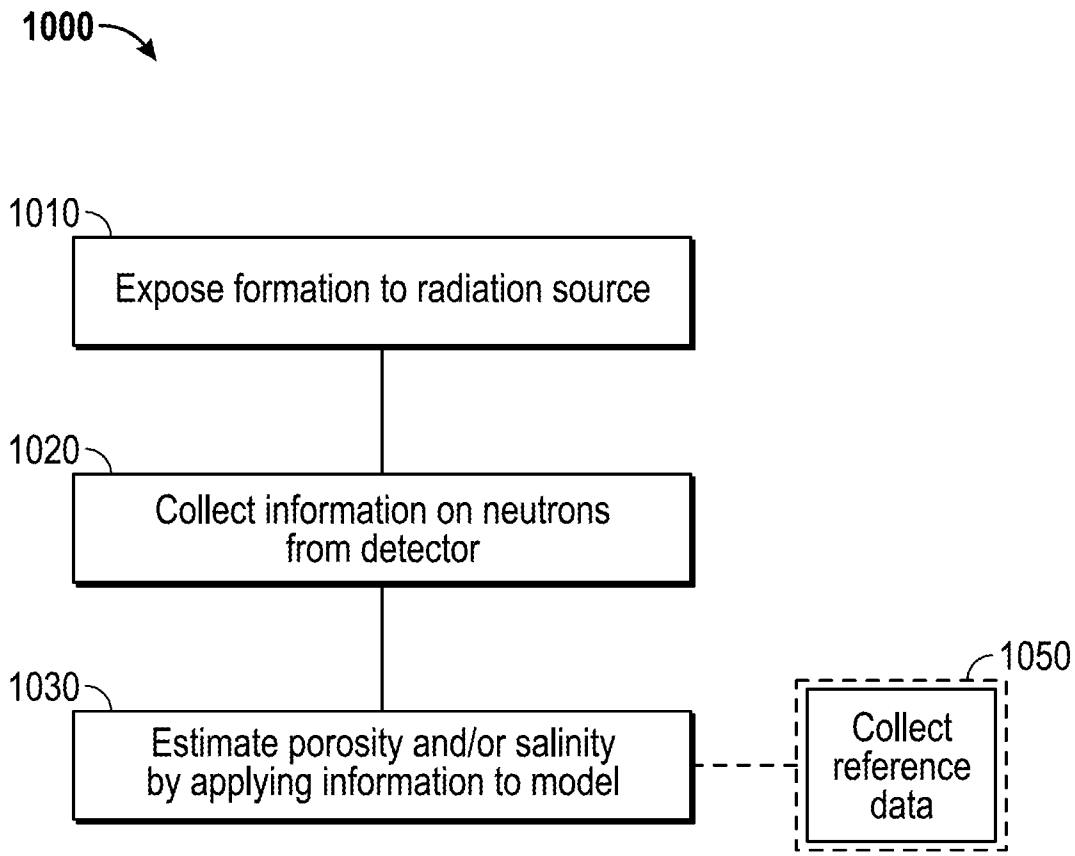 1000
1010
Expose formation to radiation source
1020
Collect information on neutrons
from detector
1030
Estimate porosity and/or salinity
by applying information to model
1050
Collect
reference
data